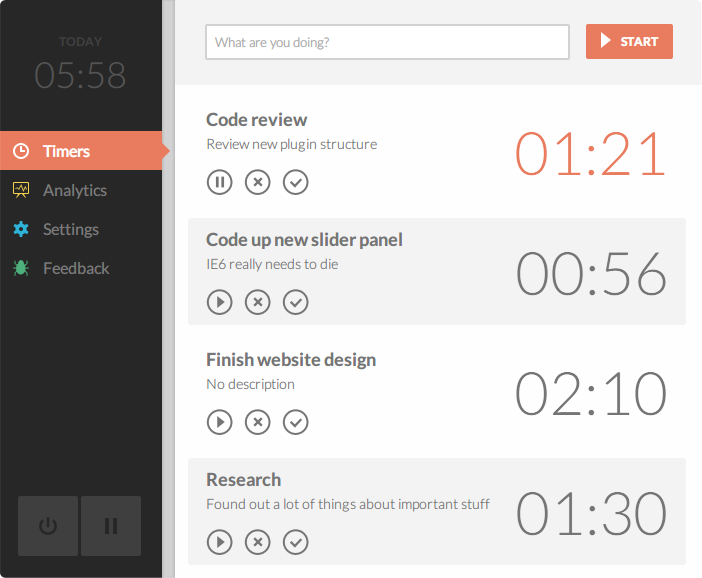 TODAY
05:58
Timers
Analytics
Settings
Feedback
What are you doing?
START
Code review
Review new plugin structure
01:21
Code up new slider panel
IE6 really needs to die
00:56
Finish website design
No description
02:10
Research
Found out a lot of things about important stuff
01:30